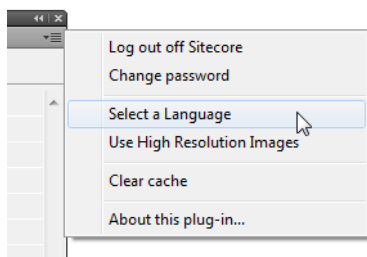 Log out off Sitecore
Change password
Select a Language
Use High Resolution Images
Clear cache
About this plug-in...